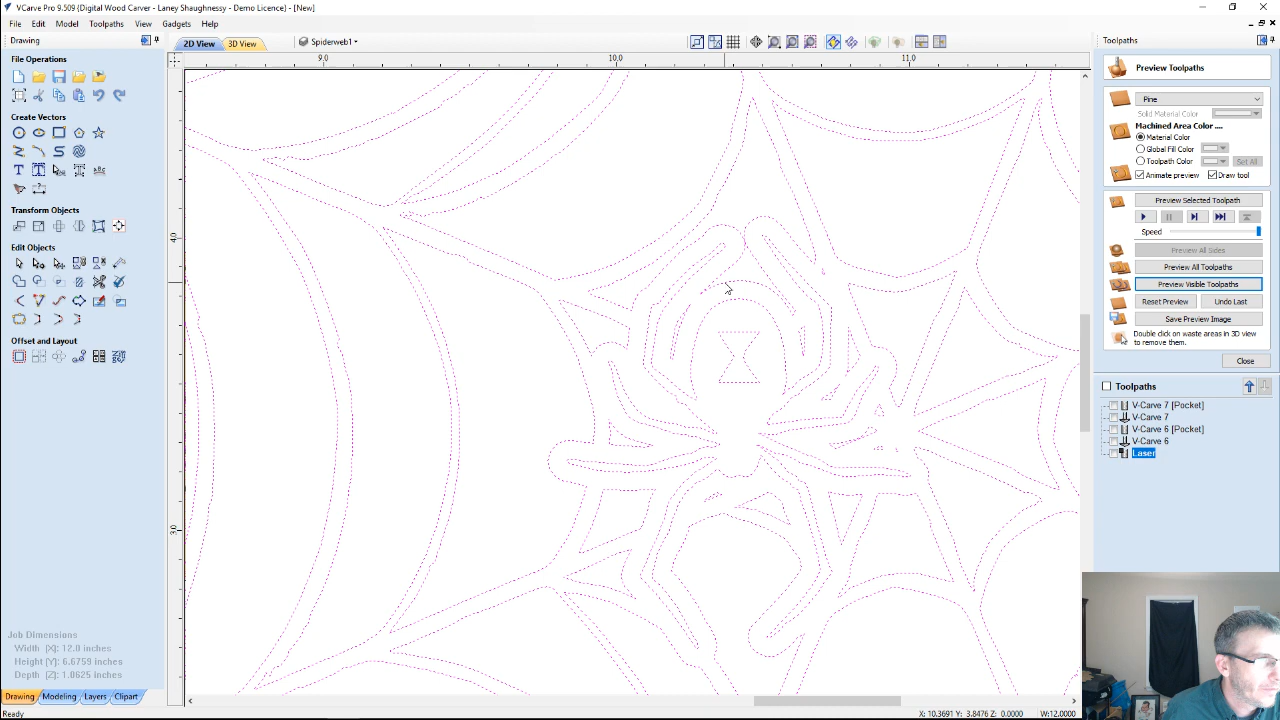 VCarve Pro 9.509 {Digital Wood Carver - Laney Shaughnessy - Demo Licence} - [New]
File Edit Model Toolpaths View Gadgets Help
Drawing
2D View 3D View Spiderweb1
Toolpaths
File Operations
Create Vectors
Transform Objects
Edit Objects
Offset and Layout
Job Dimensions
Width (X): 12.0 inches
Height (Y): 6.6759 inches
Depth (Z): 1.0625 inches
Drawing Modeling Layers Clipart
Ready
9.0 10.0 11.0
4.0
3.0
Preview Toolpaths
Pine
Solid Material Color
Machined Area Color ....
Material Color
Global Fill Color
Toolpath Color Set All
Animate preview Draw tool
Preview Selected Toolpath
Speed
Preview All Sides
Preview All Toolpaths
Preview Visible Toolpaths
Reset Preview Undo Last
Save Preview Image
Double click on waste areas in 3D view
to remove them.
Close
Toolpaths
V-Carve 7 [Pocket]
V-Carve 7
V-Carve 6 [Pocket]
V-Carve 6
Laser
X: 10.3691 Y: 3.8476 Z: 0.0000 W:12.0000